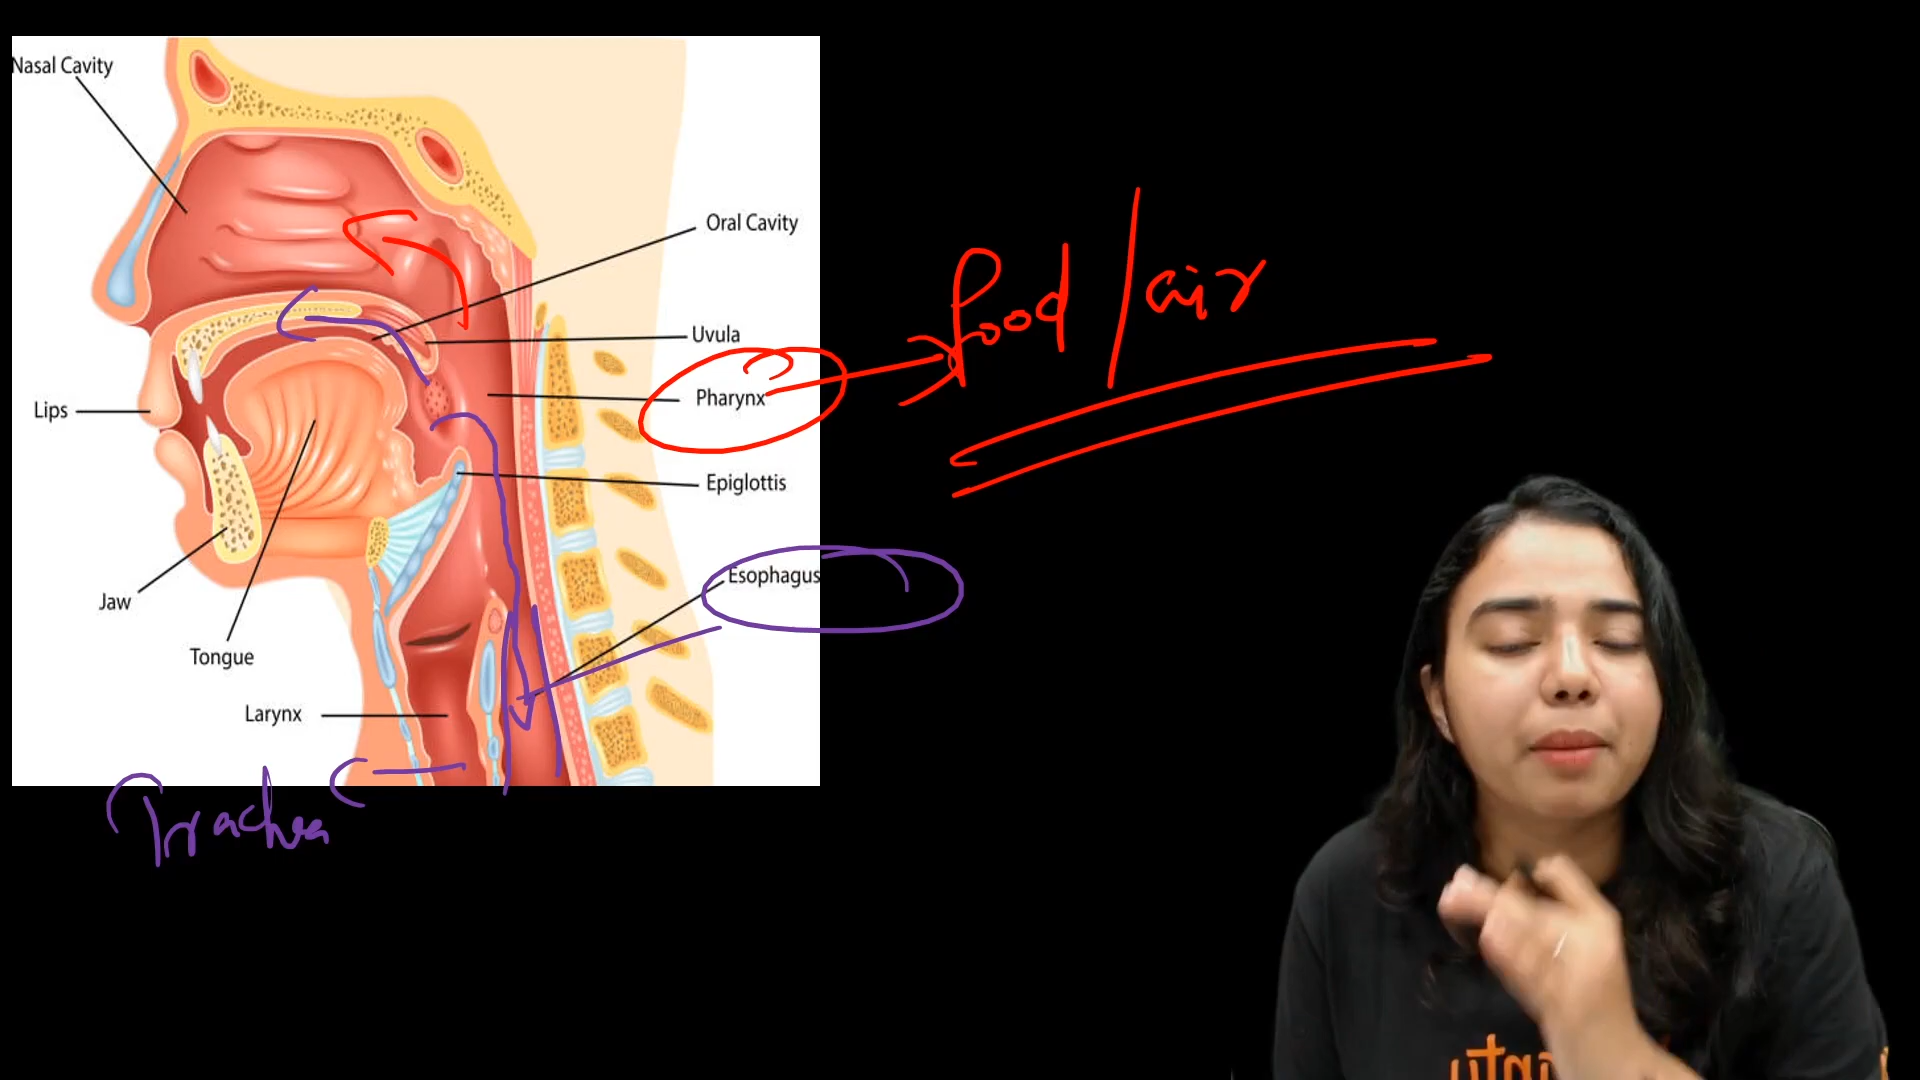 Nasal Cavity
Oral Cavity
food / air
Uvula
Pharynx
Lips
Epiglottis
Esophagus
Jaw
Tongue
Larynx
Trachea